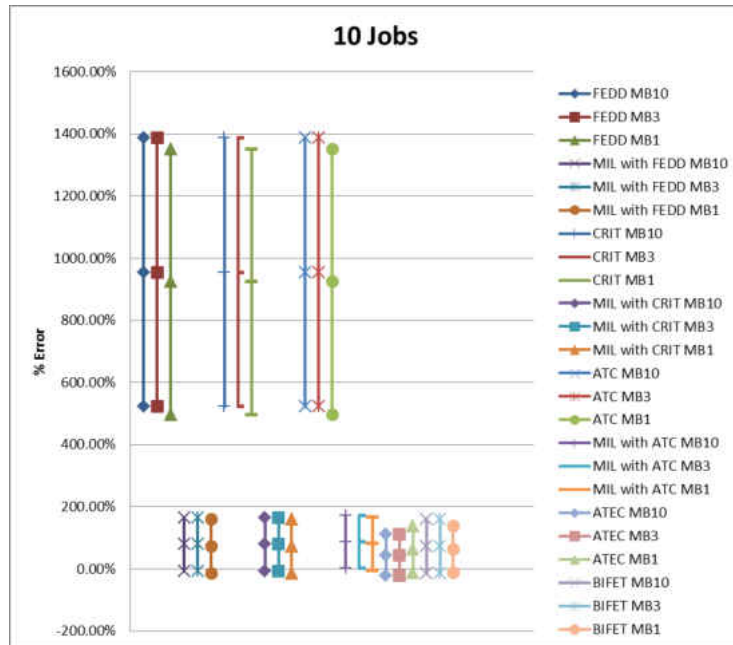 10 Jobs
1600.00%
1400.00%
1200.00%
1000.00%
800.00%
600.00%
400.00%
200.00%
0.00%
-200.00%
% Error
FEDD MB10
FEDD MB3
FEDD MB1
MIL with FEDD MB10
MIL with FEDD MB3
MIL with FEDD MB1
CRIT MB10
CRIT MB3
CRIT MB1
MIL with CRIT MB10
MIL with CRIT MB3
MIL with CRIT MB1
ATC MB10
ATC MB3
ATC MB1
MIL with ATC MB10
MIL with ATC MB3
MIL with ATC MB1
ATEC MB10
ATEC MB3
ATEC MB1
BIFET MB10
BIFET MB3
BIFET MB1